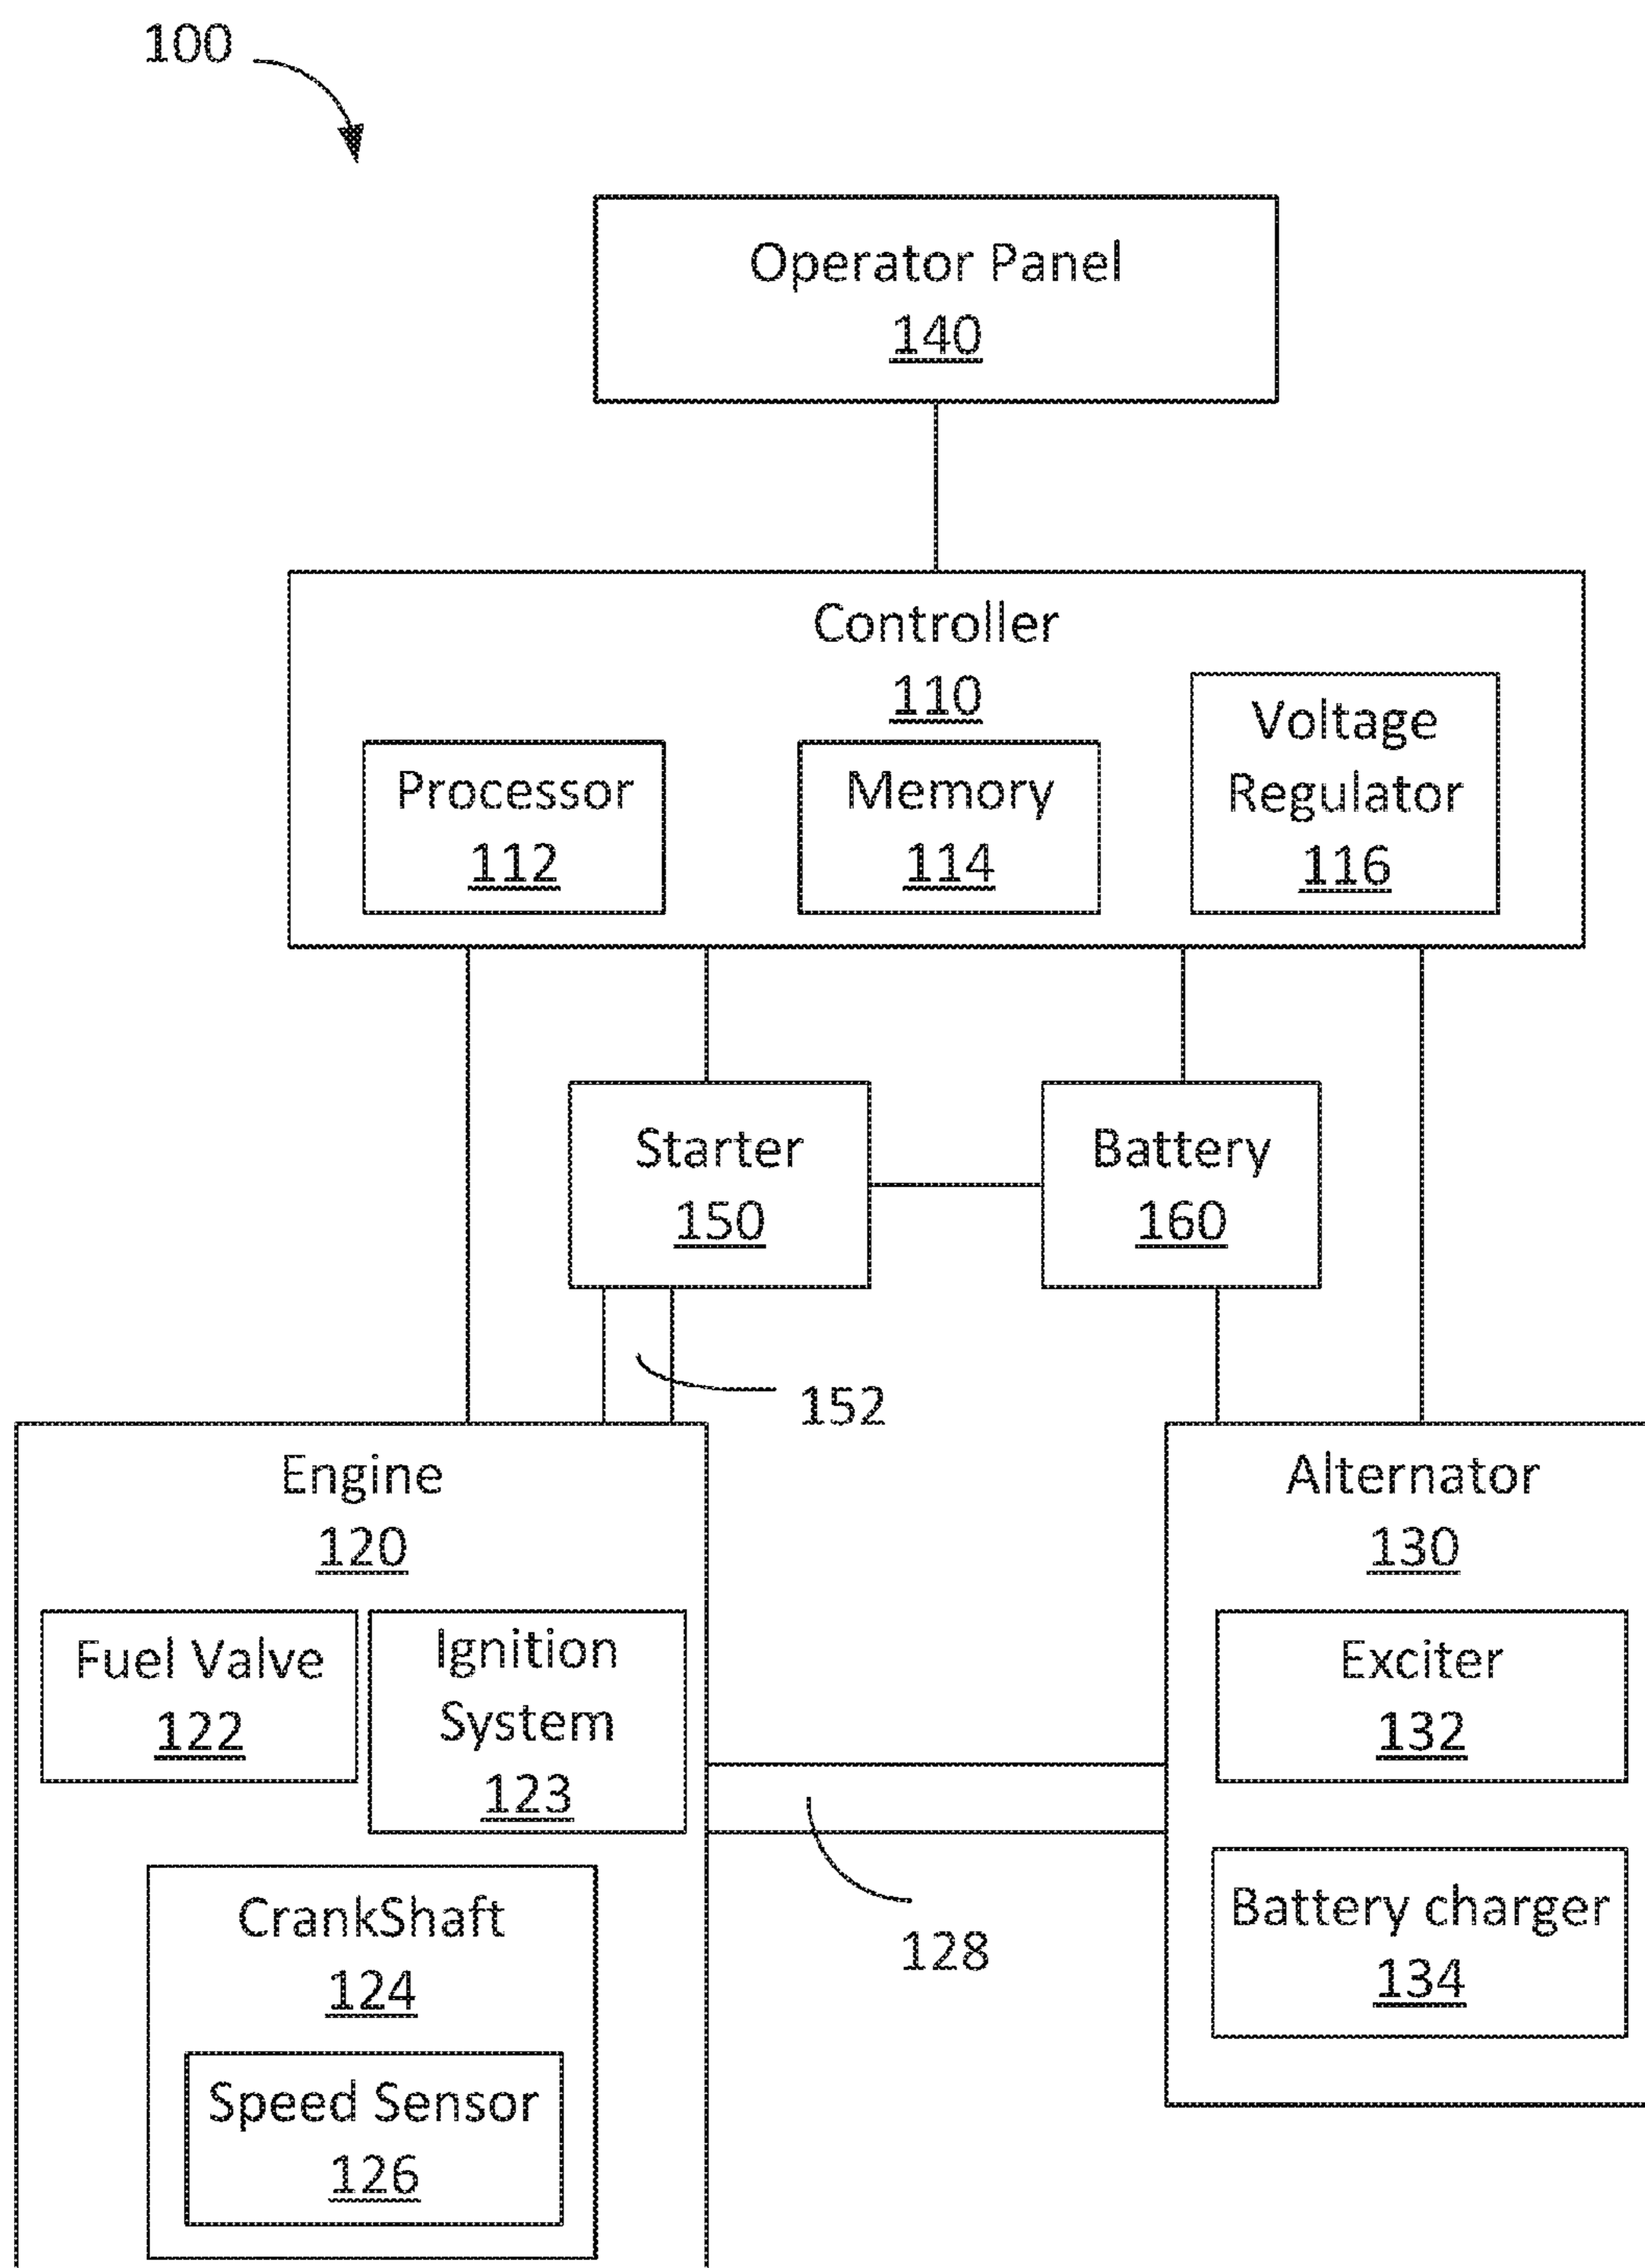 100
Operator Panel
140
Controller
110
Processor
112
Memory
114
Voltage
Regulator
116
Starter
150
Battery
160
152
Engine
120
Fuel Valve
122
Ignition
System
123
CrankShaft
124
Speed Sensor
126
128
Alternator
130
Exciter
132
Battery charger
134